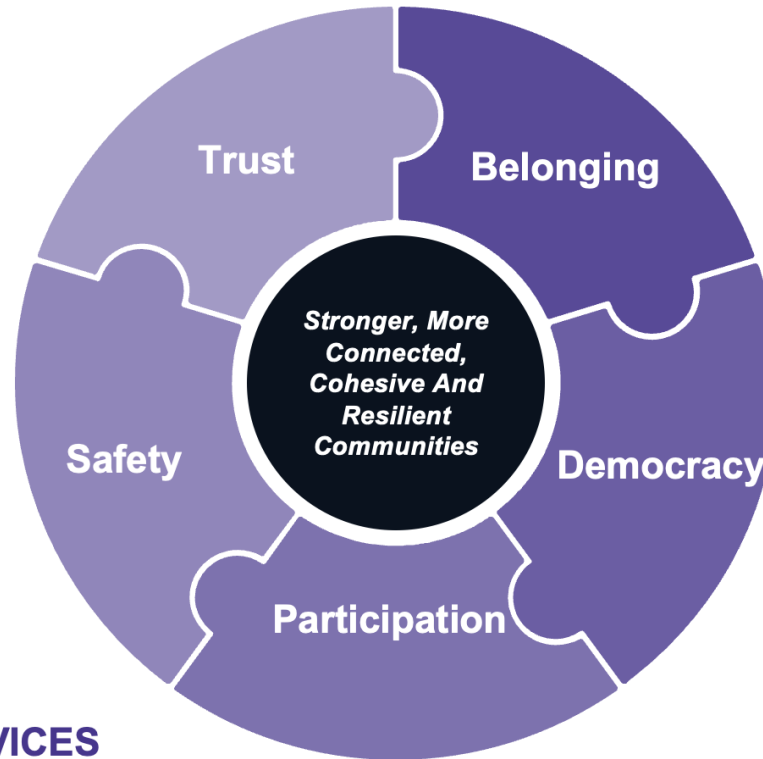 Trust
Belonging
Stronger, More
Connected,
Cohesive And
Resilient
Communities
Safety
Democracy
Participation
VICES